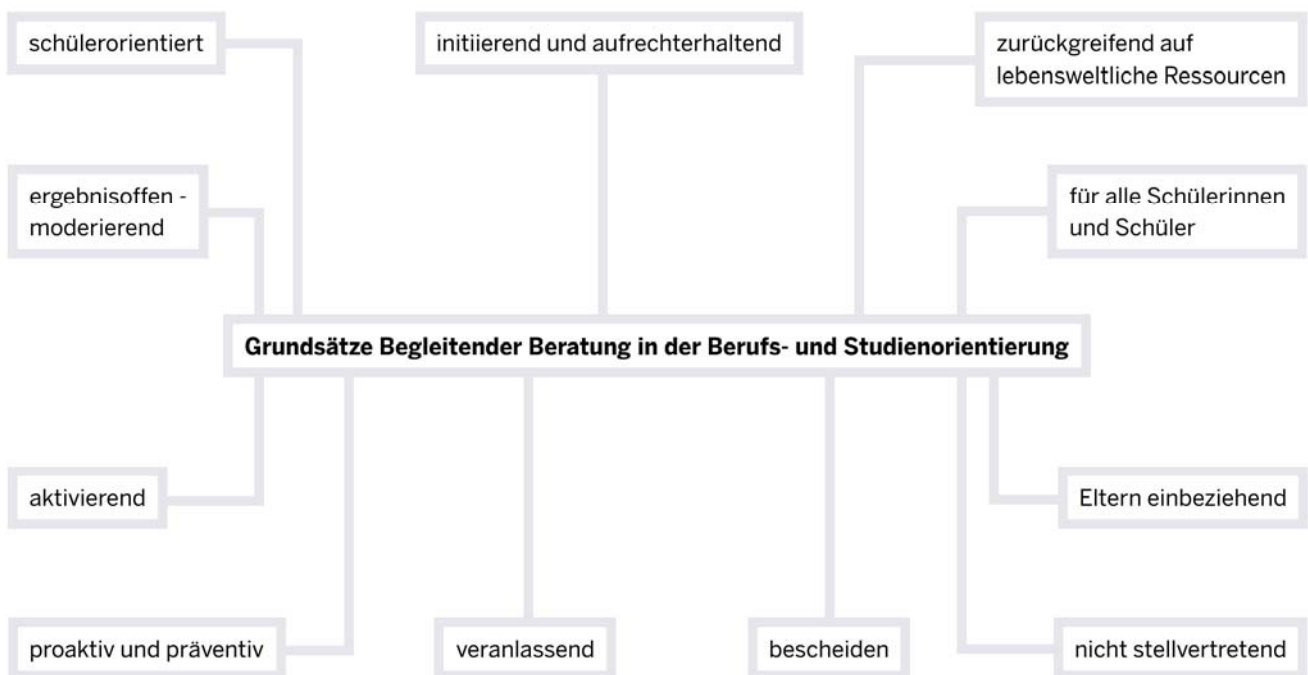 schülerorientiert
initiierend und aufrechterhaltend
zurückgreifend auf
lebensweltliche Ressourcen
ergebnisoffen -
moderierend
für alle Schülerinnen
und Schüler
Grundsätze Begleitender Beratung in der Berufs- und Studienorientierung
aktivierend
Eltern einbeziehend
proaktiv und präventiv
veranlassend
bescheiden
nicht stellvertretend